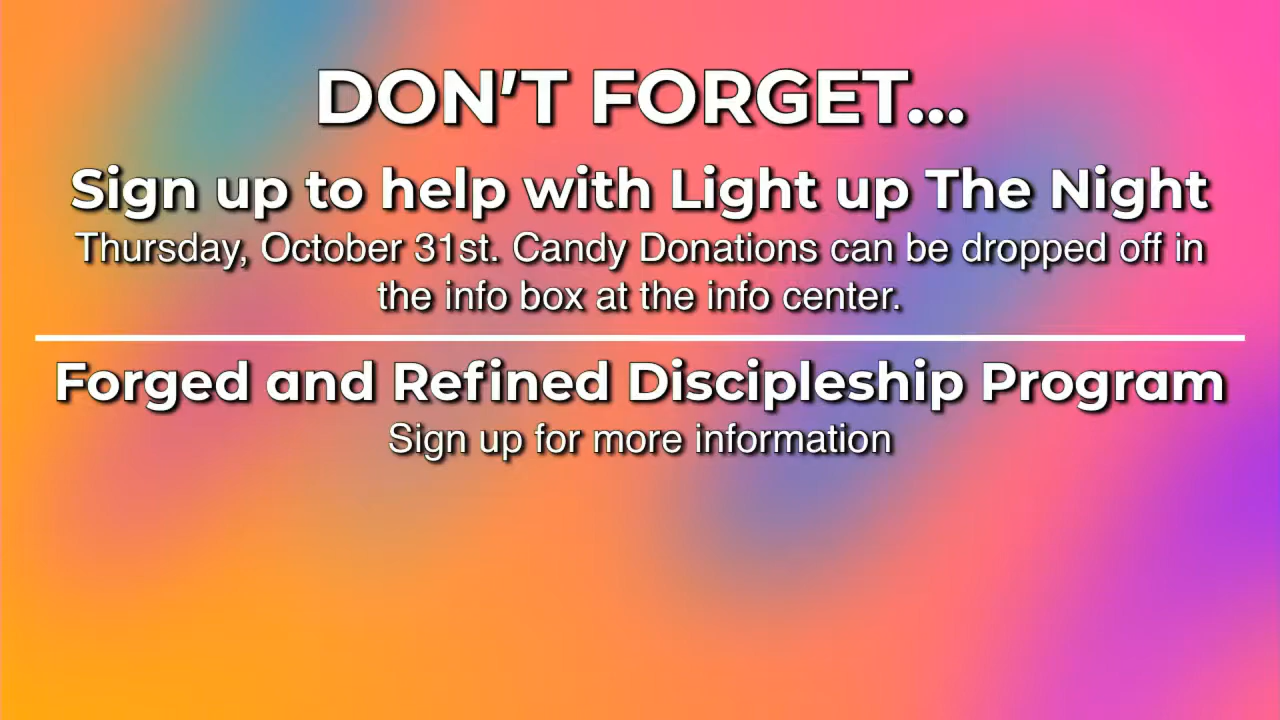 DON'T FORGET...
Sign up to help with Light up The Night
Thursday, October 31st. Candy Donations can be dropped off in
the info box at the info center.
Forged and Refined Discipleship Program
Sign up for more information